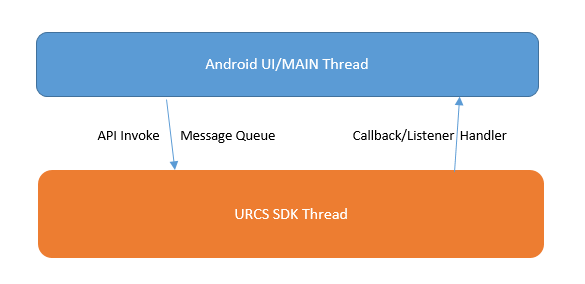 Android UI/MAIN Thread
API Invoke Message Queue Callback/Listener Handler
URCS SDK Thread